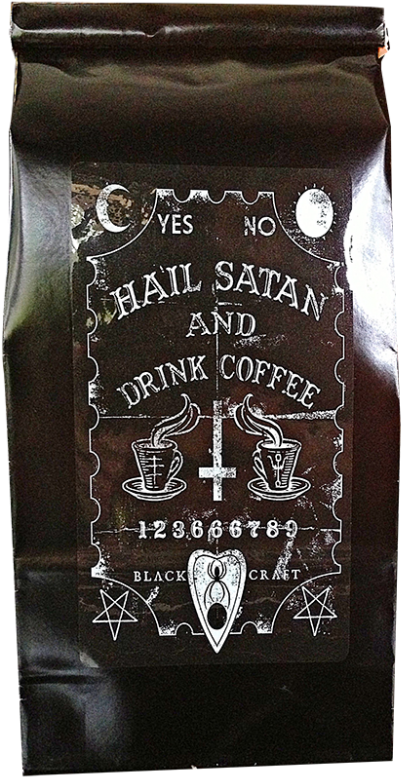 YES NO
HAIL SATAN
AND
DRINK COFFEE
123666789
BLACK CRAFT